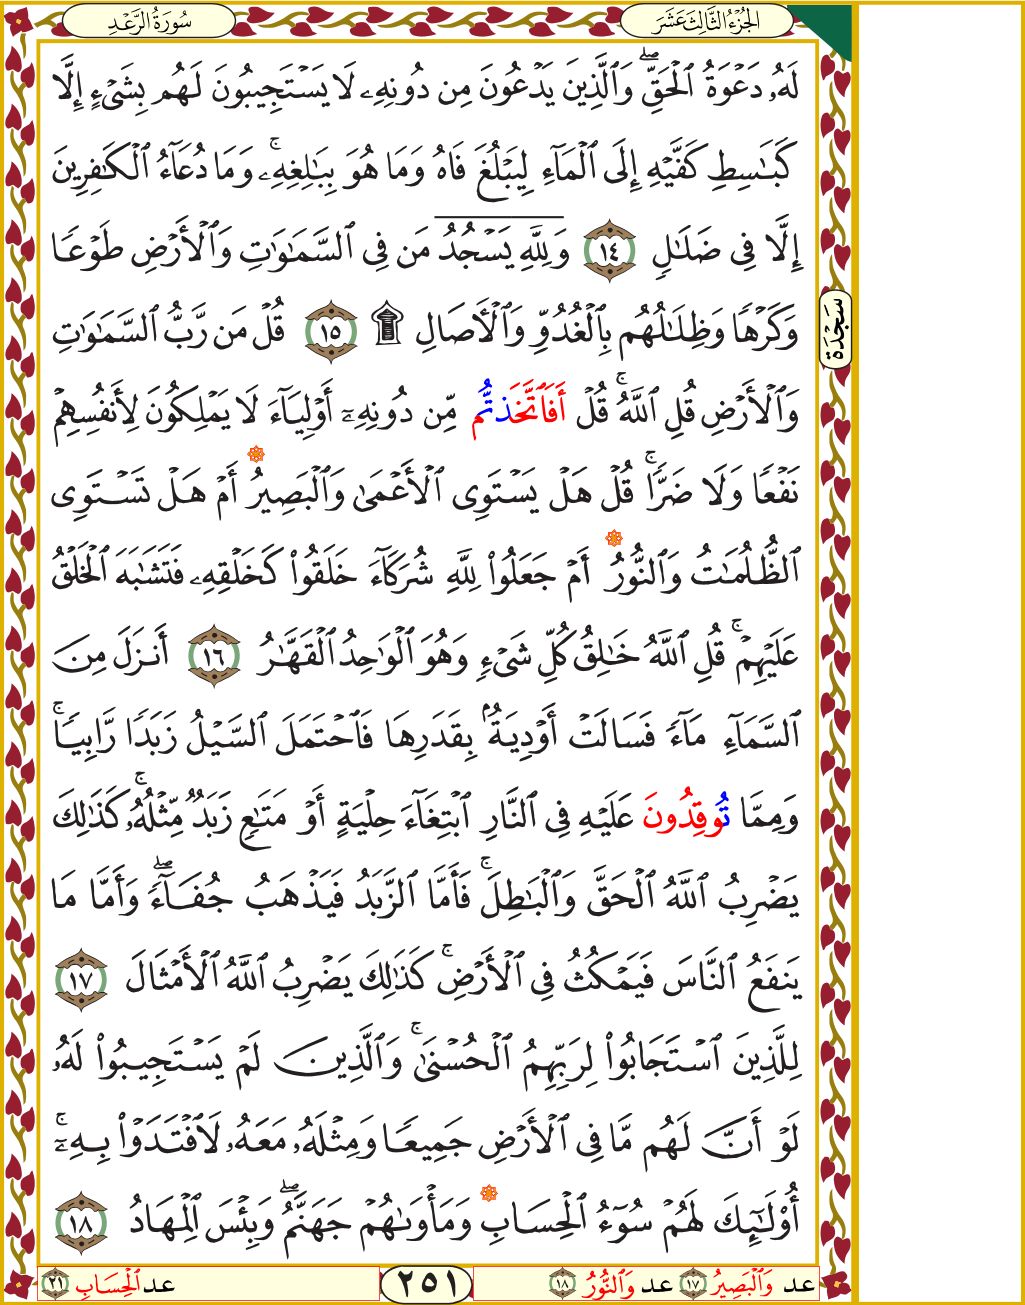 الجُزْءُ الثَّالِثَ عَشَرَ
سُورَةُ الرَّعْدِ
لَهُۥ دَعْوَةُ ٱلْحَقِّۖ وَٱلَّذِينَ يَدْعُونَ مِن دُونِهِۦ لَا يَسْتَجِيبُونَ لَهُم بِشَىْءٍ إِلَّا
كَبَـٰسِطِ كَفَّيْهِ إِلَى ٱلْمَآءِ لِيَبْلُغَ فَاهُ وَمَا هُوَ بِبَـٰلِغِهِۦۚ وَمَا دُعَآءُ ٱلْكَـٰفِرِينَ
إِلَّا فِى ضَلَـٰلٍ ١٤ وَلِلَّهِ يَسْجُدُ مَن فِى ٱلسَّمَـٰوَٰتِ وَٱلْأَرْضِ طَوْعًا
وَكَرْهًا وَظِلَـٰلُهُم بِٱلْغُدُوِّ وَٱلْـَٔاصَالِ ۩ ١٥ قُلْ مَن رَّبُّ ٱلسَّمَـٰوَٰتِ
وَٱلْأَرْضِ قُلِ ٱللَّهُۚ قُلْ أَفَٱتَّخَذتُّم مِّن دُونِهِۦٓ أَوْلِيَآءَ لَا يَمْلِكُونَ لِأَنفُسِهِمْ
نَفْعًا وَلَا ضَرًّاۚ قُلْ هَلْ يَسْتَوِى ٱلْأَعْمَىٰ وَٱلْبَصِيرُ أَمْ هَلْ تَسْتَوِى
ٱلظُّلُمَـٰتُ وَٱلنُّورُ أَمْ جَعَلُوا۟ لِلَّهِ شُرَكَآءَ خَلَقُوا۟ كَخَلْقِهِۦ فَتَشَـٰبَهَ ٱلْخَلْقُ
عَلَيْهِمْۚ قُلِ ٱللَّهُ خَـٰلِقُ كُلِّ شَىْءٍ وَهُوَ ٱلْوَٰحِدُ ٱلْقَهَّـٰرُ ١٦ أَنزَلَ مِنَ
ٱلسَّمَآءِ مَآءً فَسَالَتْ أَوْدِيَةٌۢ بِقَدَرِهَا فَٱحْتَمَلَ ٱلسَّيْلُ زَبَدًا رَّابِيًاۚ
وَمِمَّا تُوقِدُونَ عَلَيْهِ فِى ٱلنَّارِ ٱبْتِغَآءَ حِلْيَةٍ أَوْ مَتَـٰعٍ زَبَدٌ مِّثْلُهُۥۚ كَذَٰلِكَ
يَضْرِبُ ٱللَّهُ ٱلْحَقَّ وَٱلْبَـٰطِلَۚ فَأَمَّا ٱلزَّبَدُ فَيَذْهَبُ جُفَآءًۖ وَأَمَّا مَا
يَنفَعُ ٱلنَّاسَ فَيَمْكُثُ فِى ٱلْأَرْضِۚ كَذَٰلِكَ يَضْرِبُ ٱللَّهُ ٱلْأَمْثَالَ ١٧
لِلَّذِينَ ٱسْتَجَابُوا۟ لِرَبِّهِمُ ٱلْحُسْنَىٰۚ وَٱلَّذِينَ لَمْ يَسْتَجِيبُوا۟ لَهُۥ
لَوْ أَنَّ لَهُم مَّا فِى ٱلْأَرْضِ جَمِيعًا وَمِثْلَهُۥ مَعَهُۥ لَٱفْتَدَوْا۟ بِهِۦٓۚ
أُو۟لَـٰٓئِكَ لَهُمْ سُوٓءُ ٱلْحِسَابِ وَمَأْوَىٰهُمْ جَهَنَّمُۖ وَبِئْسَ ٱلْمِهَادُ ١٨
سَجْدَة
عد وَٱلْبَصِيرُ ١٧ عد وَٱلنُّورُ ١٨
٢٥١
عد ٱلْحِسَابِ ٢١